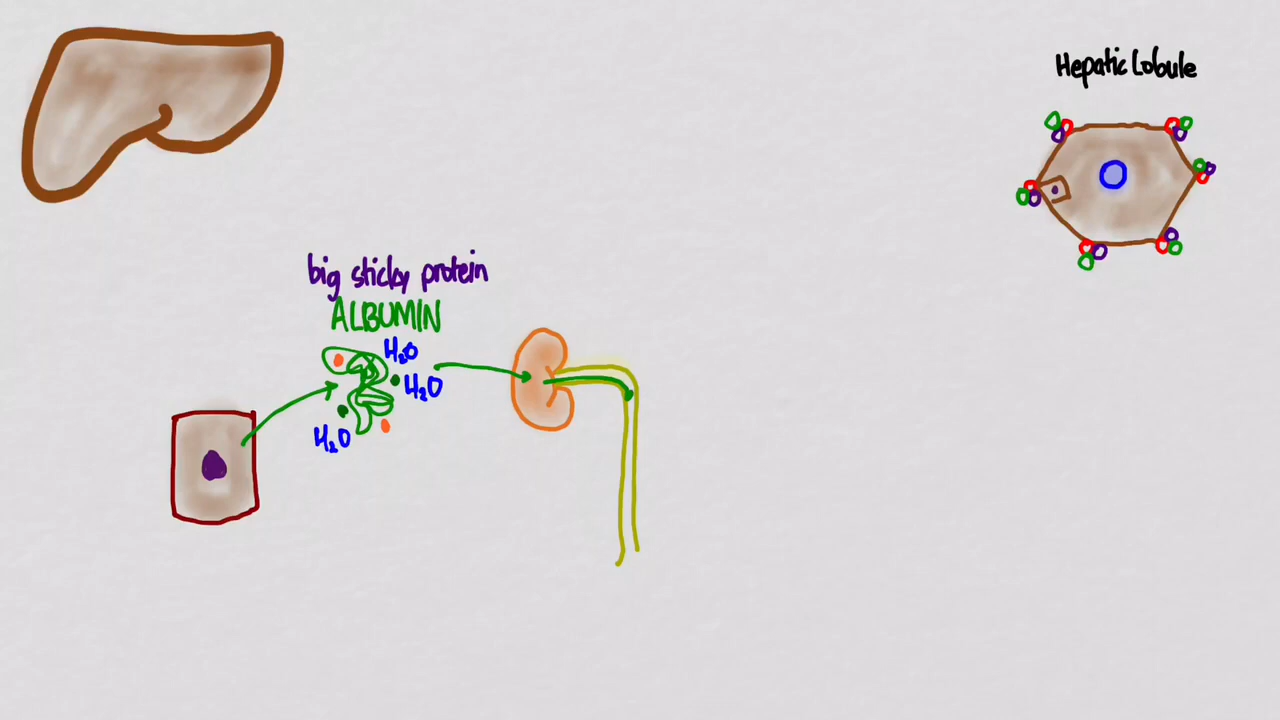 Hepatic Lobule
big sticky protein
ALBUMIN
H₂O
H₂O
H₂O